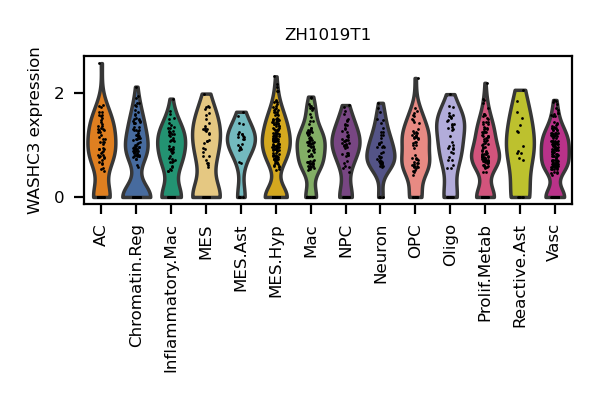 ZH1019T1
WASHC3 expression
2
0
AC
Chromatin.Reg
Inflammatory.Mac
MES
MES.Ast
MES.Hyp
Mac
NPC
Neuron
OPC
Oligo
Prolif.Metab
Reactive.Ast
Vasc